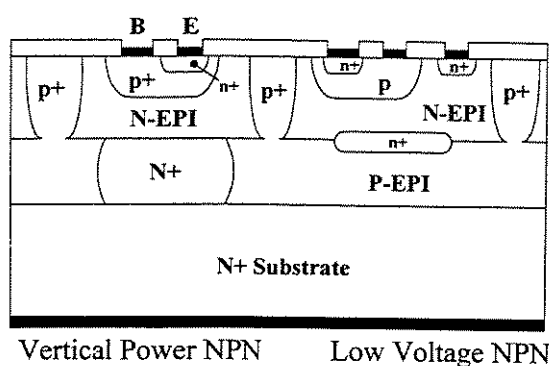 B E
n+ n+
p+ p+ n+ p+ p p+
N-EPI N-EPI
n+
N+ P-EPI
N+ Substrate
Vertical Power NPN Low Voltage NPN